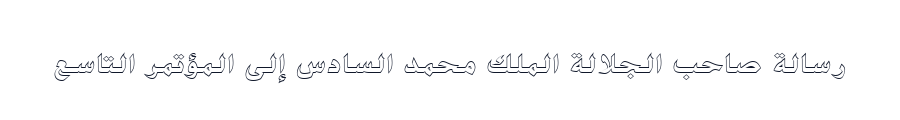 رسالة صاحب الجلالة الملك محمد السادس إلى المؤتمر التاسع